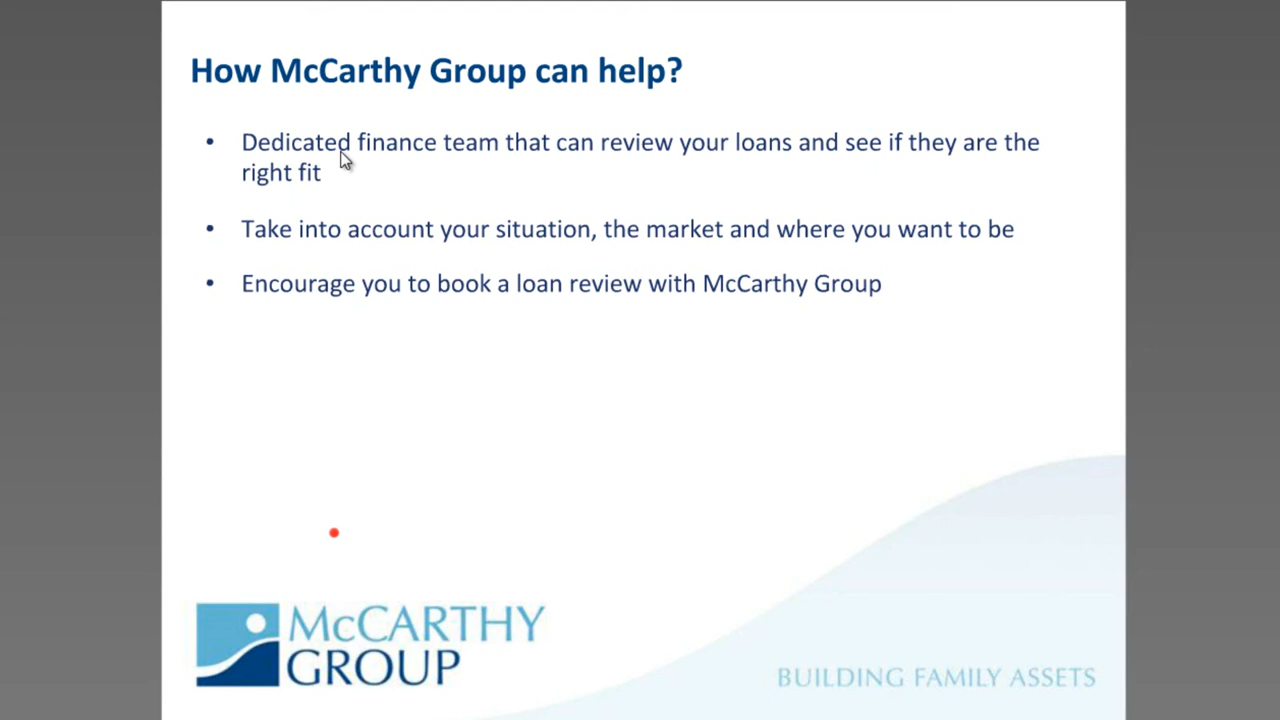 How McCarthy Group can help?
• Dedicated finance team that can review your loans and see if they are the
right fit
• Take into account your situation, the market and where you want to be
• Encourage you to book a loan review with McCarthy Group
McCARTHY
GROUP
BUILDING FAMILY ASSETS